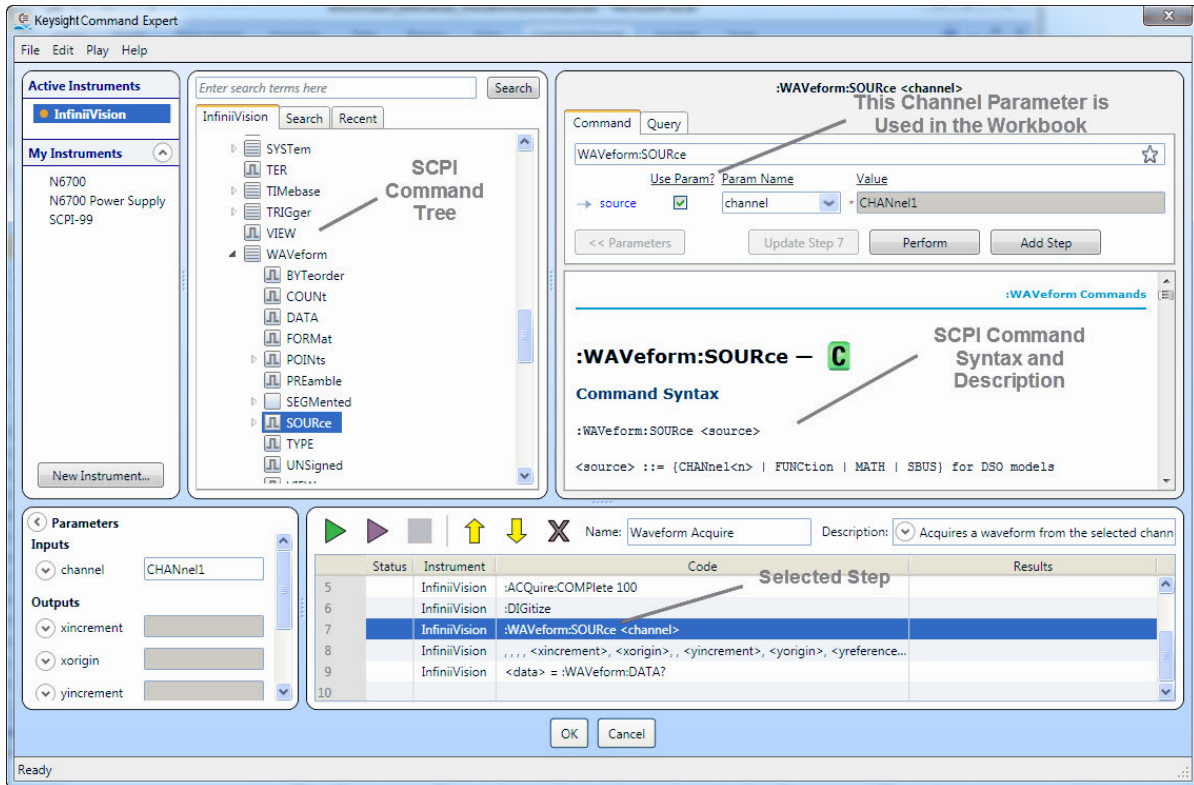 Keysight Command Expert
X
File Edit Play Help
Active Instruments
InfiniiVision
My Instruments
N6700
N6700 Power Supply
SCPI-99
New Instrument...
Enter search terms here
Search
InfiniiVision Search Recent
SYSTem
TER
TIMebase
TRIGger
VIEW
WAVeform
BYTeorder
COUNt
DATA
FORMat
POINts
PREamble
SEGMented
SOURce
TYPE
UNSigned
SCPI
Command
Tree
:WAVeform:SOURce <channel>
This Channel Parameter is
Used in the Workbook
Command Query
WAVeform:SOURce
Use Param? Param Name Value
source channel * CHANnel1
<< Parameters Update Step 7 Perform Add Step
:WAVeform Commands
:WAVeform:SOURce — C
Command Syntax
:WAVeform:SOURce <source>
<source> ::= {CHANnel<n> | FUNCtion | MATH | SBUS} for DSO models
SCPI Command
Syntax and
Description
Parameters
Inputs
channel CHANnel1
Outputs
xincrement
xorigin
yincrement
Name: Waveform Acquire Description: Acquires a waveform from the selected chann
Status Instrument Code Results
5 InfiniiVision :ACQuire:COMPlete 100
6 InfiniiVision :DIGitize
7 InfiniiVision :WAVeform:SOURce <channel>
8 InfiniiVision , , , , <xincrement>, <xorigin>, , <yincrement>, <yorigin>, <yreference...
9 InfiniiVision <data> = :WAVeform:DATA?
10
Selected Step
OK Cancel
Ready